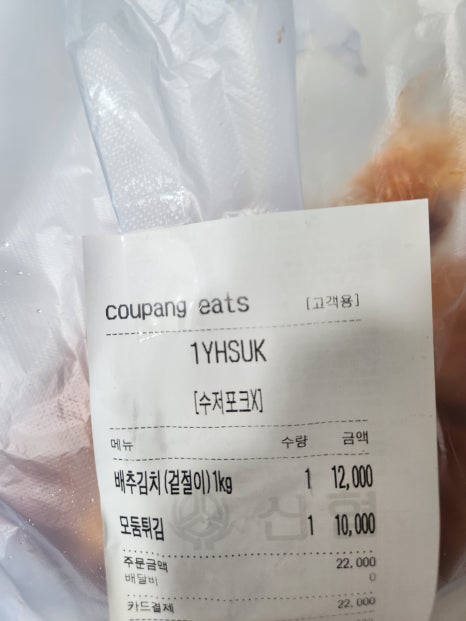 coupang eats [고객용]
1YHSUK
[수저포크X]
메뉴 수량 금액
배추김치(겉절이)1kg 1 12,000
모둠튀김 1 10,000
신협
주문금액 22,000
배달비 0
카드결제 22,000